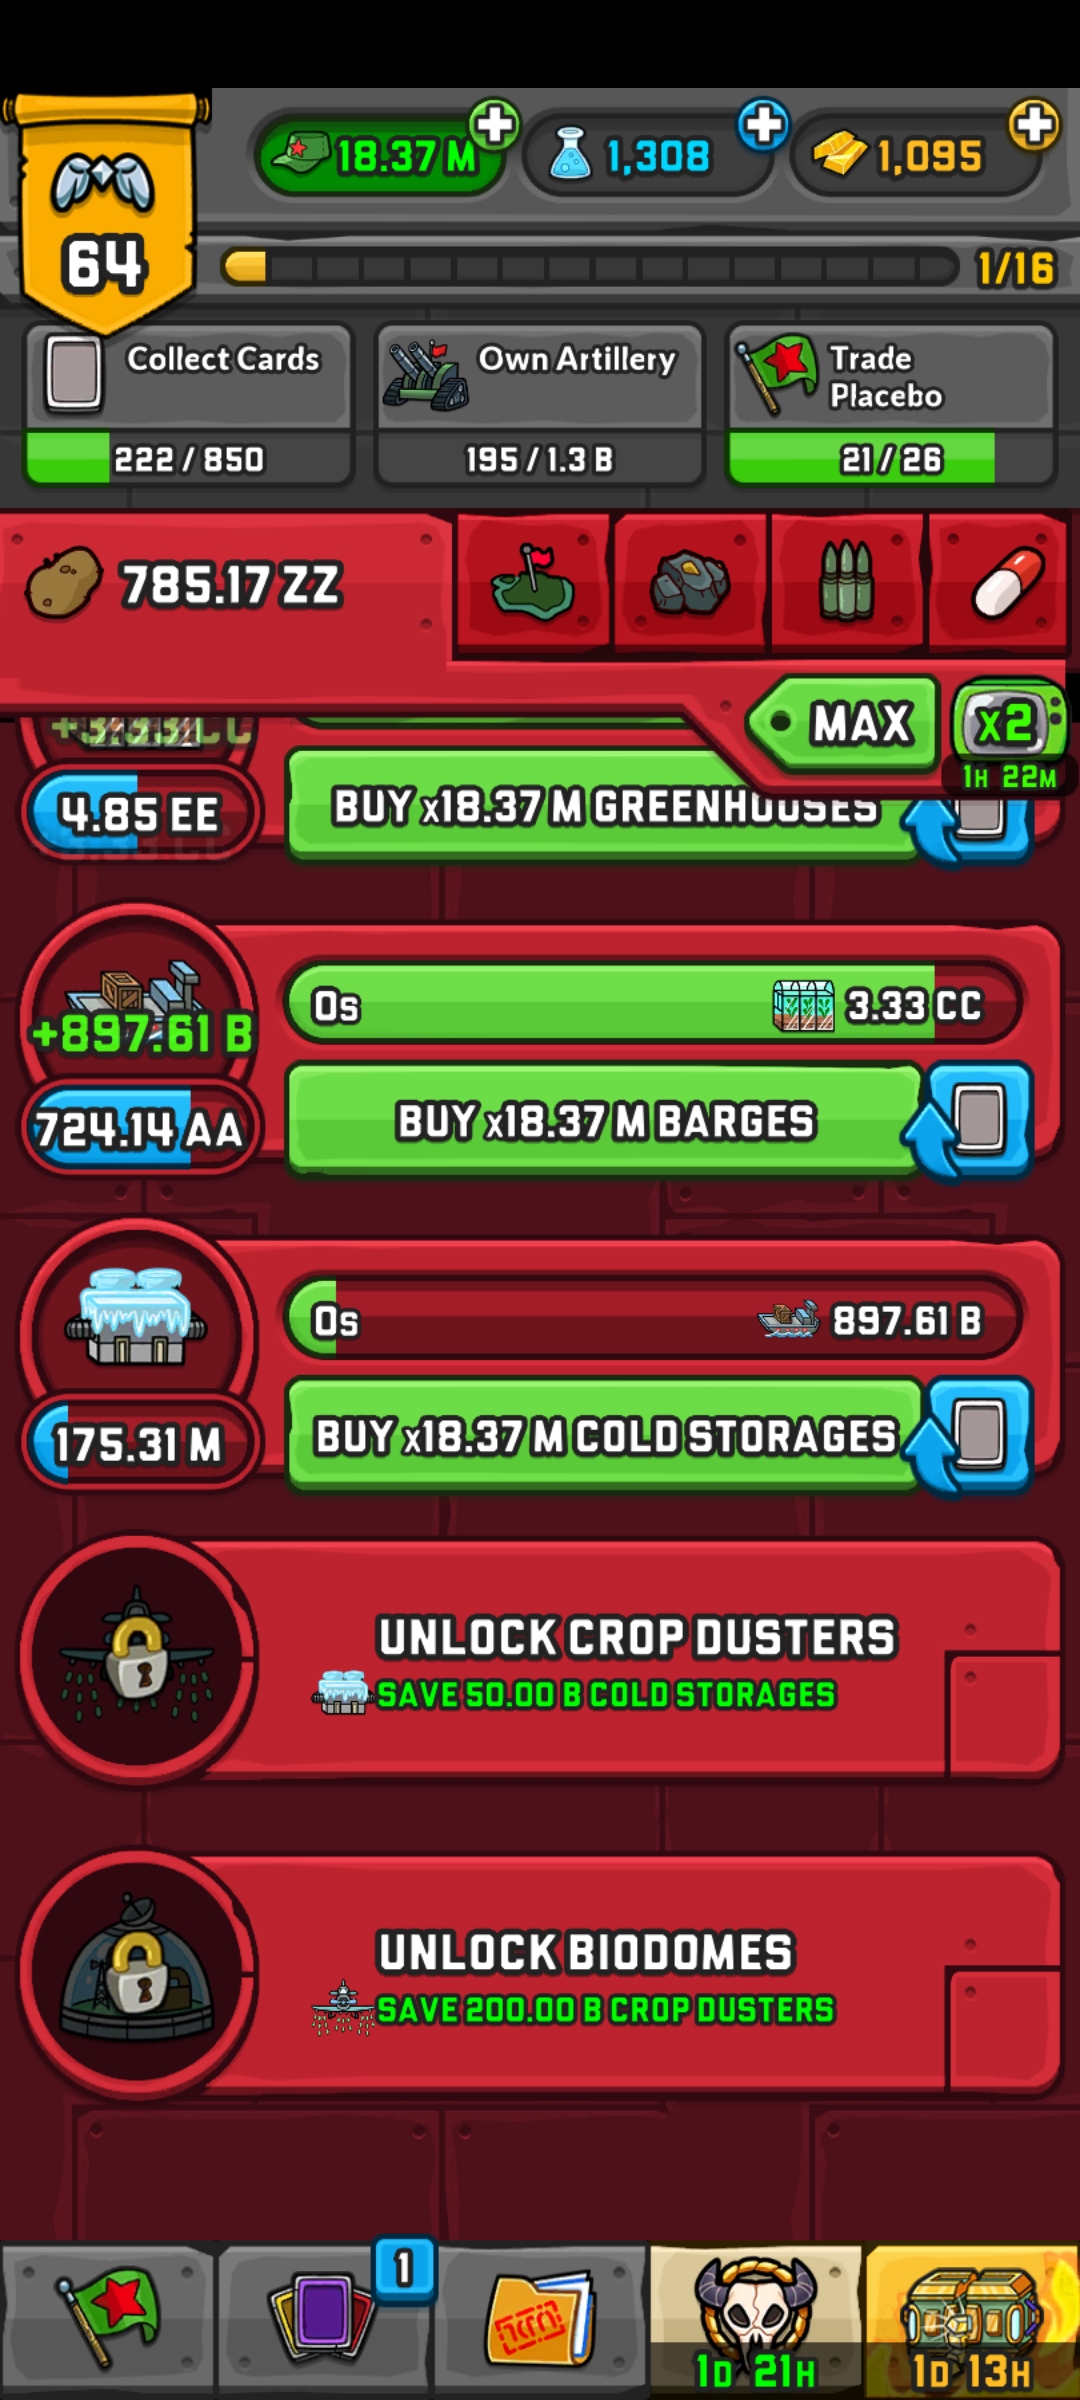 18.37 M
1,308
1,095
64
1/16
Collect Cards
222 / 850
Own Artillery
195 / 1.3 B
Trade
Placebo
21 / 26
785.17 ZZ
MAX
x2
1H 22M
4.85 EE
BUY x18.37 M GREENHOUSES
+897.61 B
0s
3.33 CC
724.14 AA
BUY x18.37 M BARGES
0s
897.61 B
175.31 M
BUY x18.37 M COLD STORAGES
UNLOCK CROP DUSTERS
SAVE 50.00 B COLD STORAGES
UNLOCK BIODOMES
SAVE 200.00 B CROP DUSTERS
1
1D 21H
1D 13H